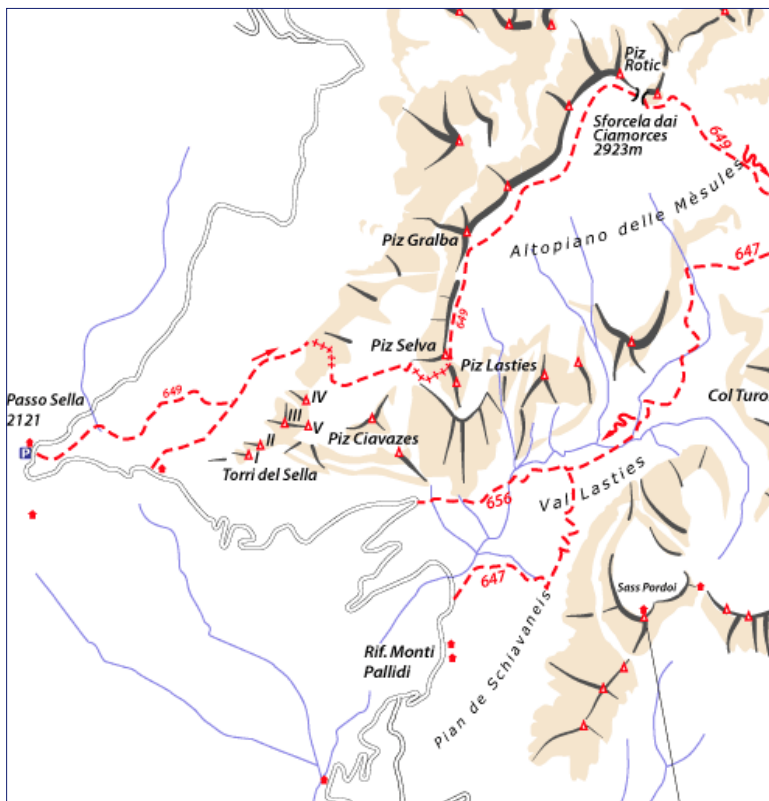 Piz
Rotic
Sforcela dai
Ciamorces
2923m
649
Altopiano delle Mèsules
647
Piz Gralba
649
Piz Selva
Piz Lasties
649
Passo Sella
2121
P
IV
III
V
II
I
Torri del Sella
Piz Ciavazes
Col Turon
656
Val Lasties
647
Sass Pordoi
Rif. Monti
Pallidi
Pian de Schiavaneis